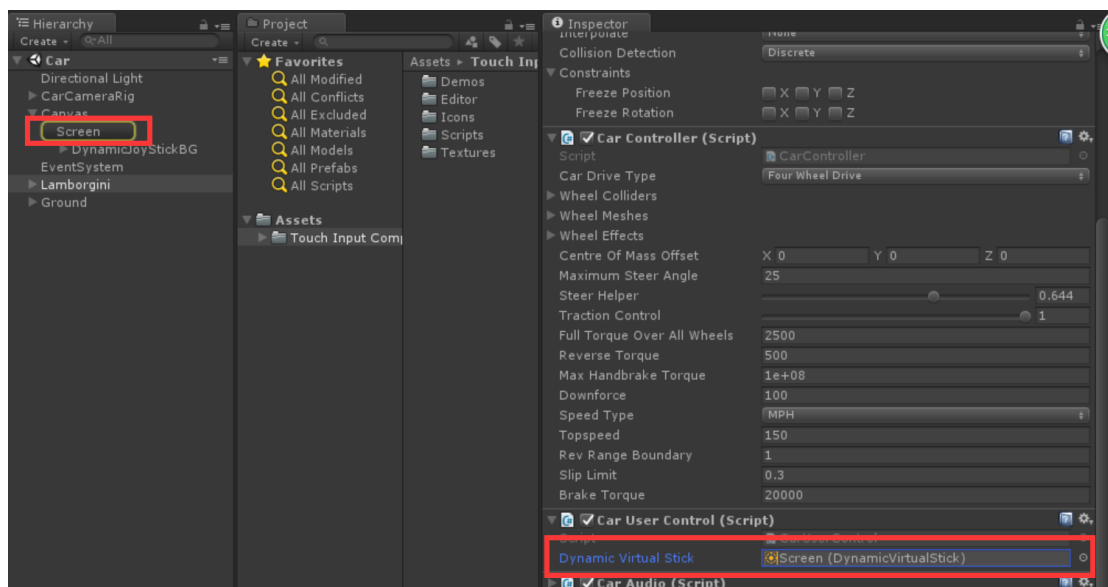 Hierarchy
Create
All
Car
Directional Light
CarCameraRig
Canvas
Screen
DynamicJoyStickBG
EventSystem
Lamborgini
Ground
Project
Create
Favorites
All Modified
All Conflicts
All Excluded
All Materials
All Models
All Prefabs
All Scripts
Assets
Touch Input Com
Assets Touch Inp
Demos
Editor
Icons
Scripts
Textures
Inspector
Interpolate None
Collision Detection Discrete
Constraints
Freeze Position X Y Z
Freeze Rotation X Y Z
Car Controller (Script)
Script CarController
Car Drive Type Four Wheel Drive
Wheel Colliders
Wheel Meshes
Wheel Effects
Centre Of Mass Offset X 0 Y 0 Z 0
Maximum Steer Angle 25
Steer Helper 0.644
Traction Control 1
Full Torque Over All Wheels 2500
Reverse Torque 500
Max Handbrake Torque 1e+08
Downforce 100
Speed Type MPH
Topspeed 150
Rev Range Boundary 1
Slip Limit 0.3
Brake Torque 20000
Car User Control (Script)
Script CarUserControl
Dynamic Virtual Stick Screen (DynamicVirtualStick)
Car Audio (Script)